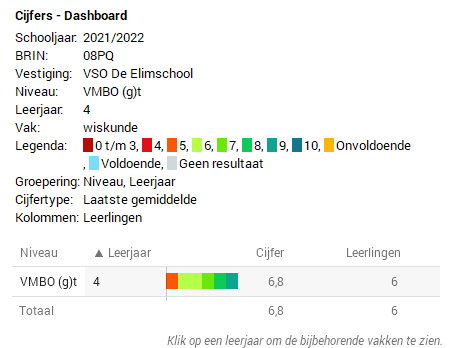 Cijfers - Dashboard
Schooljaar: 2021/2022
BRIN: 08PQ
Vestiging: VSO De Elimschool
Niveau: VMBO (g)t
Leerjaar: 4
Vak: wiskunde
Legenda: 0 t/m 3, 4, 5, 6, 7, 8, 9, 10, Onvoldoende
, Voldoende, Geen resultaat
Groepering: Niveau, Leerjaar
Cijfertype: Laatste gemiddelde
Kolommen: Leerlingen
Niveau ▲ Leerjaar Cijfer Leerlingen
VMBO (g)t 4 6,8 6
Totaal 6,8 6
Klik op een leerjaar om de bijbehorende vakken te zien.